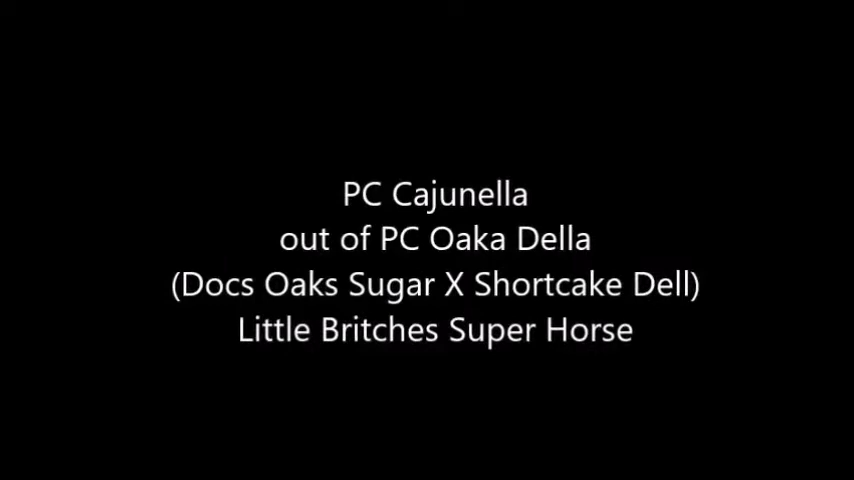 PC Cajunella
out of PC Oaka Della
(Docs Oaks Sugar X Shortcake Dell)
Little Britches Super Horse